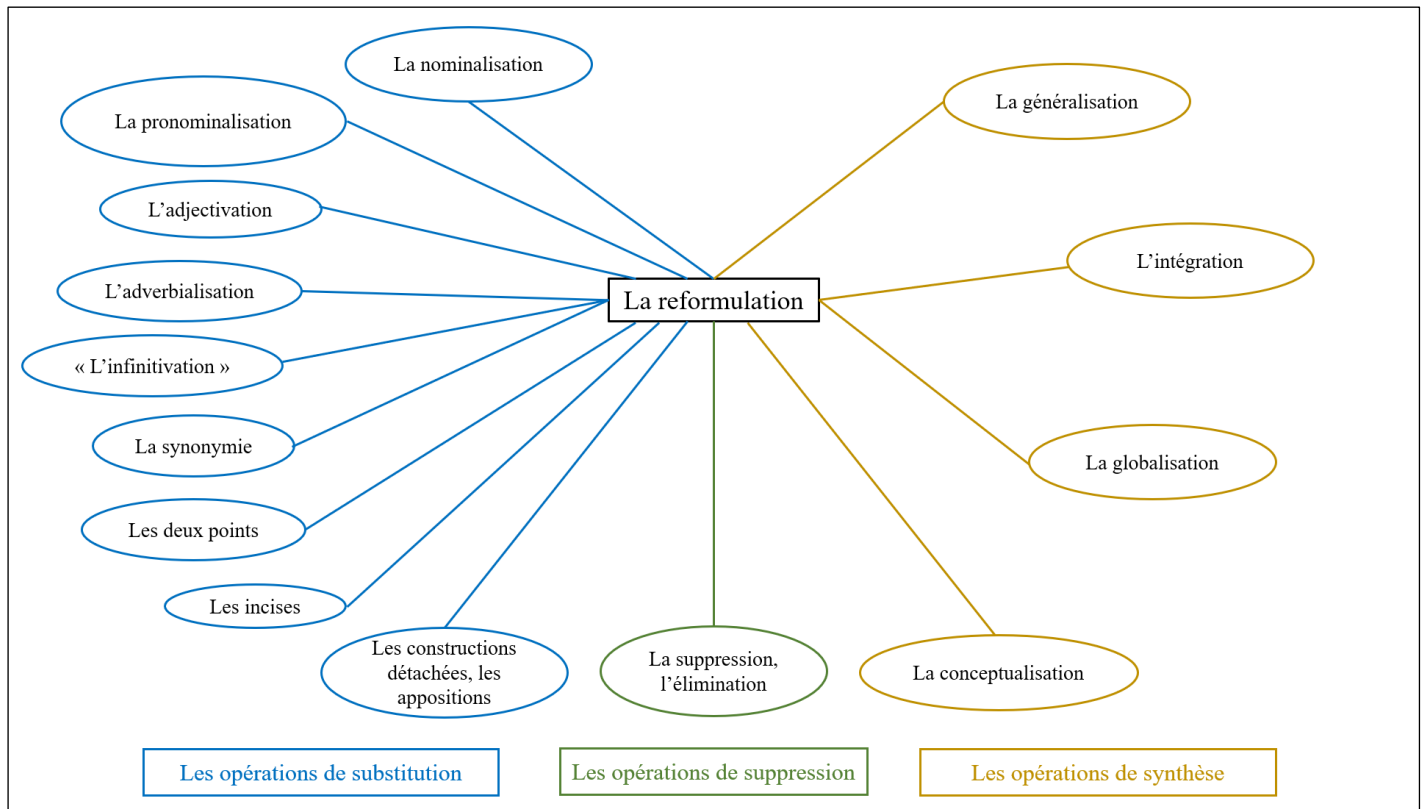 La nominalisation
La pronominalisation
L’adjectivation
L’adverbialisation
« L’infinitivation »
La synonymie
Les deux points
Les incises
Les constructions
détachées, les
appositions
La reformulation
La suppression,
l’élimination
La généralisation
L’intégration
La globalisation
La conceptualisation
Les opérations de substitution
Les opérations de suppression
Les opérations de synthèse